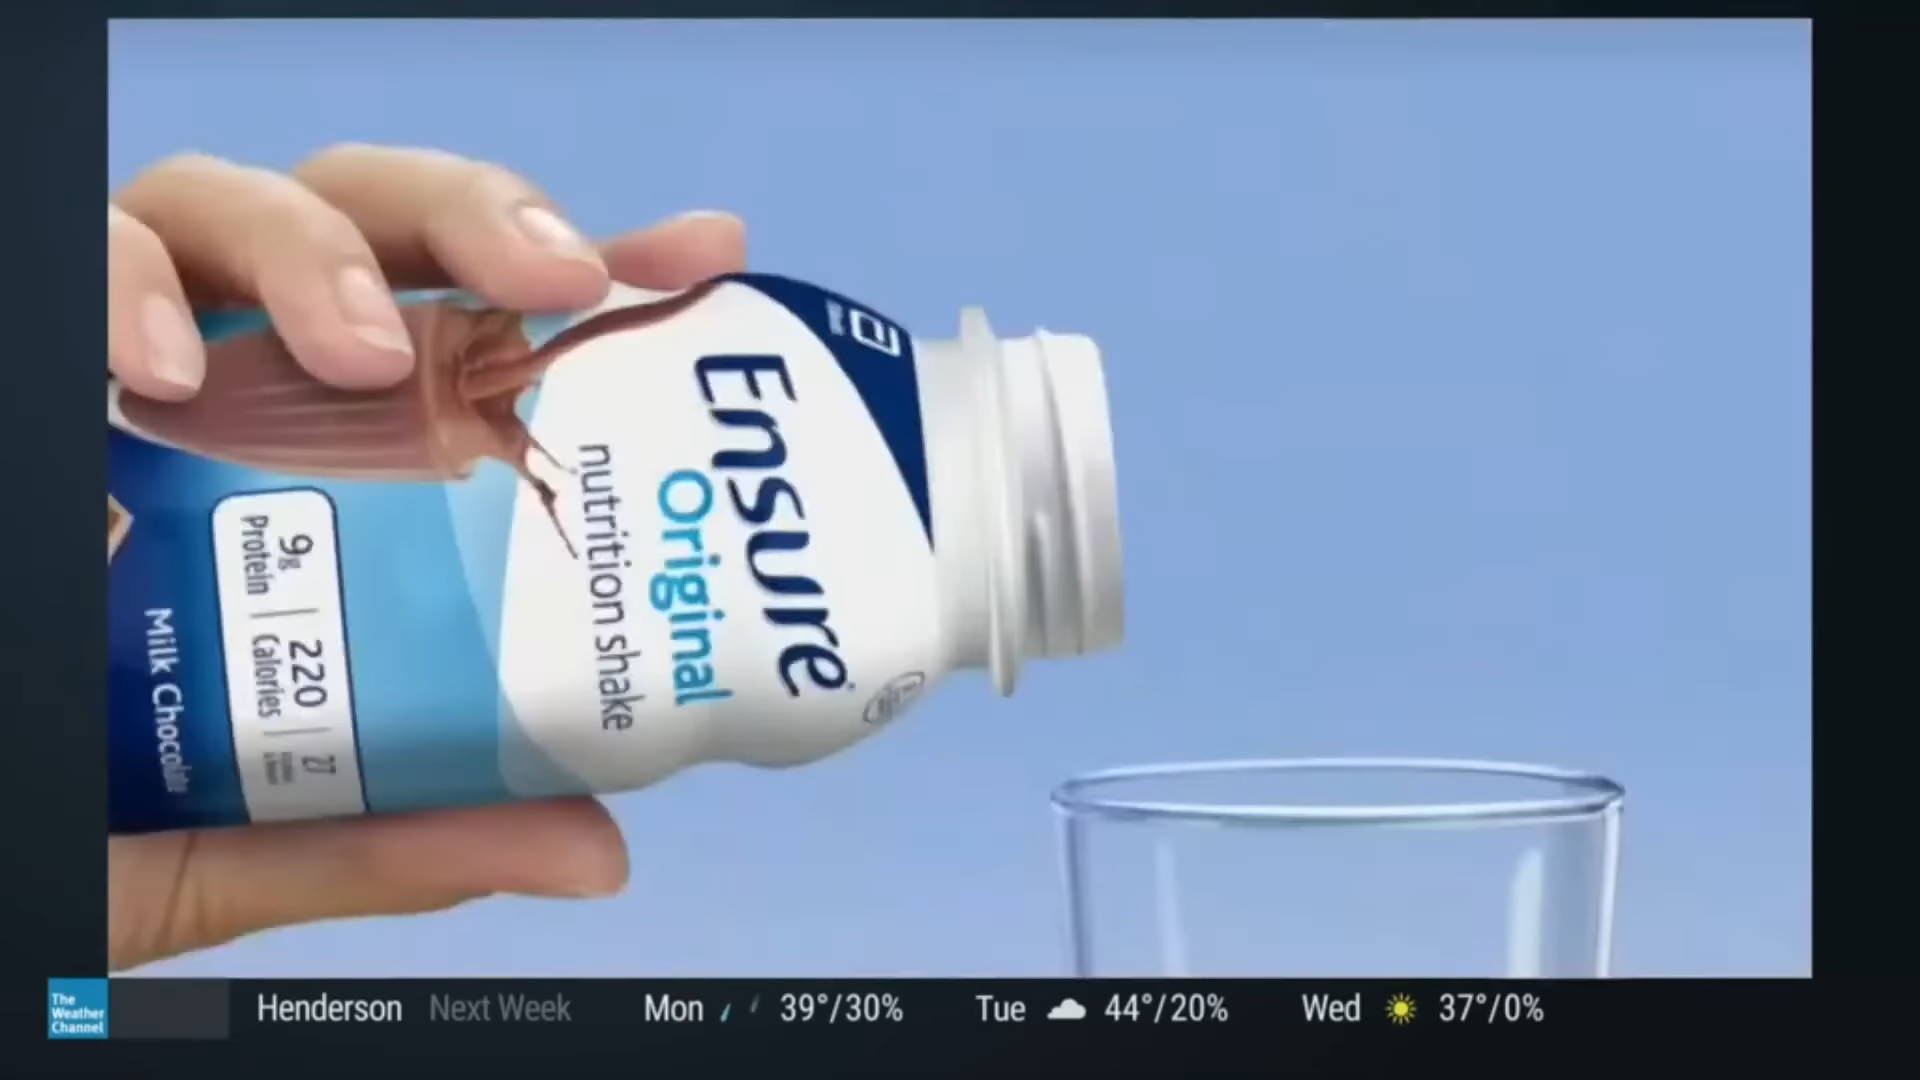 Ensure
Original
nutrition shake
9g
Protein
220
Calories
27
Milk Chocolate
The
Weather
Channel
Henderson Next Week Mon 39°/30% Tue 44°/20% Wed 37°/0%